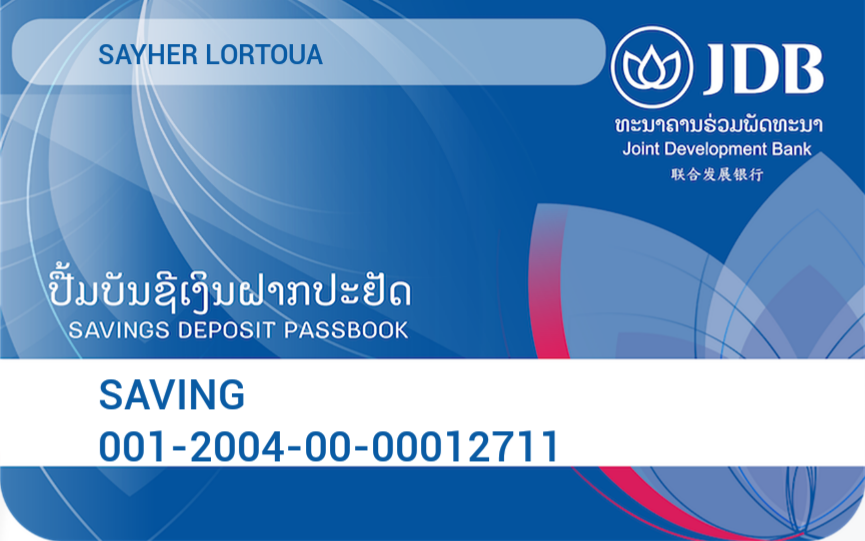 SAYHER LORTOUA
JDB
ທະນາຄານຮ່ວມພັດທະນາ
Joint Development Bank
联合发展银行
ປື້ມບັນຊີເງິນຝາກປະຢັດ
SAVINGS DEPOSIT PASSBOOK
SAVING
001-2004-00-00012711